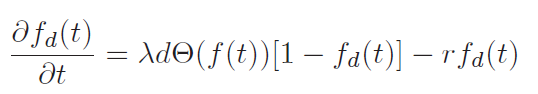 ∂f_d(t)/∂t = λdΘ(f(t))[1 − f_d(t)] − rf_d(t)